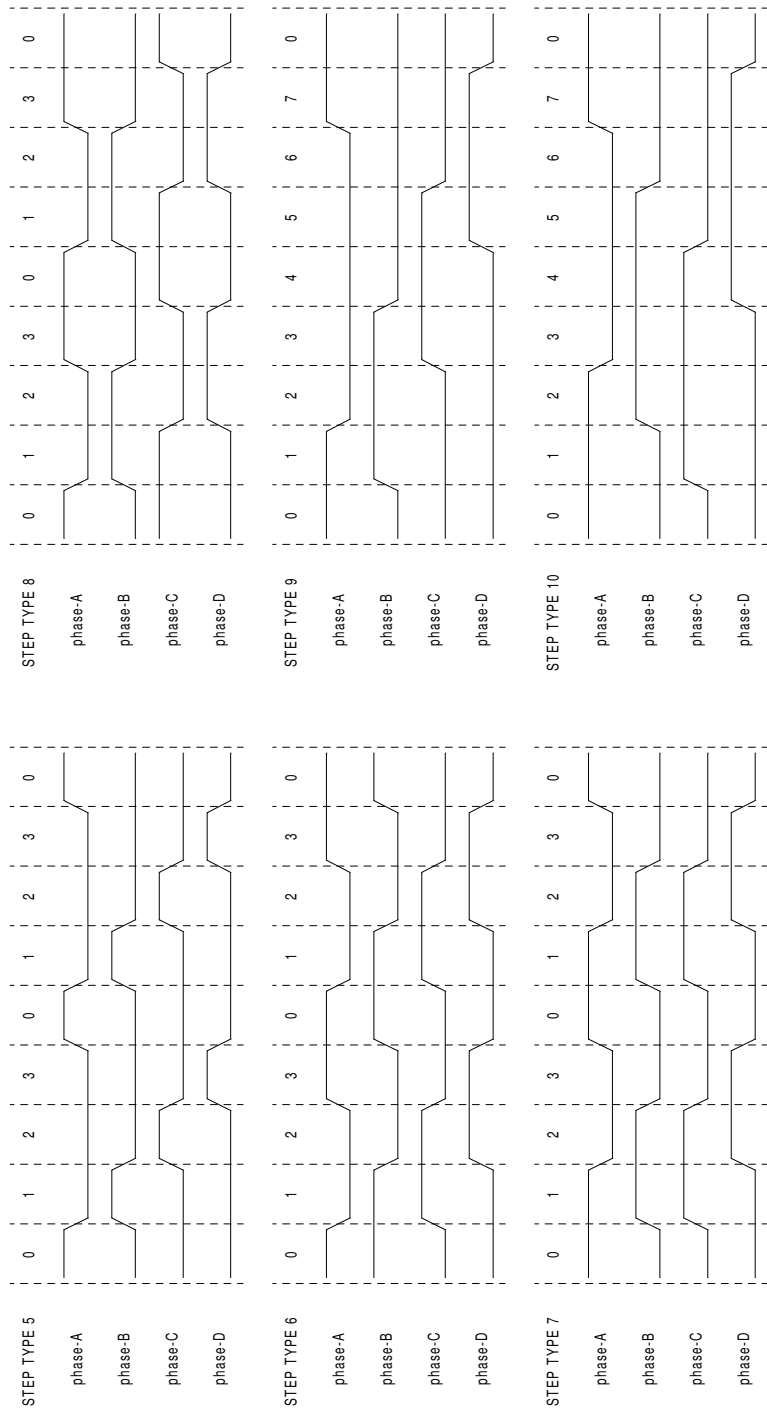 STEP TYPE 5
0 1 2 3 0 1 2 3 0
phase-A
phase-B
phase-C
phase-D
STEP TYPE 6
0 1 2 3 0 1 2 3 0
phase-A
phase-B
phase-C
phase-D
STEP TYPE 7
0 1 2 3 0 1 2 3 0
phase-A
phase-B
phase-C
phase-D
STEP TYPE 8
0 1 2 3 0 1 2 3 0
phase-A
phase-B
phase-C
phase-D
STEP TYPE 9
0 1 2 3 4 5 6 7 0
phase-A
phase-B
phase-C
phase-D
STEP TYPE 10
0 1 2 3 4 5 6 7 0
phase-A
phase-B
phase-C
phase-D